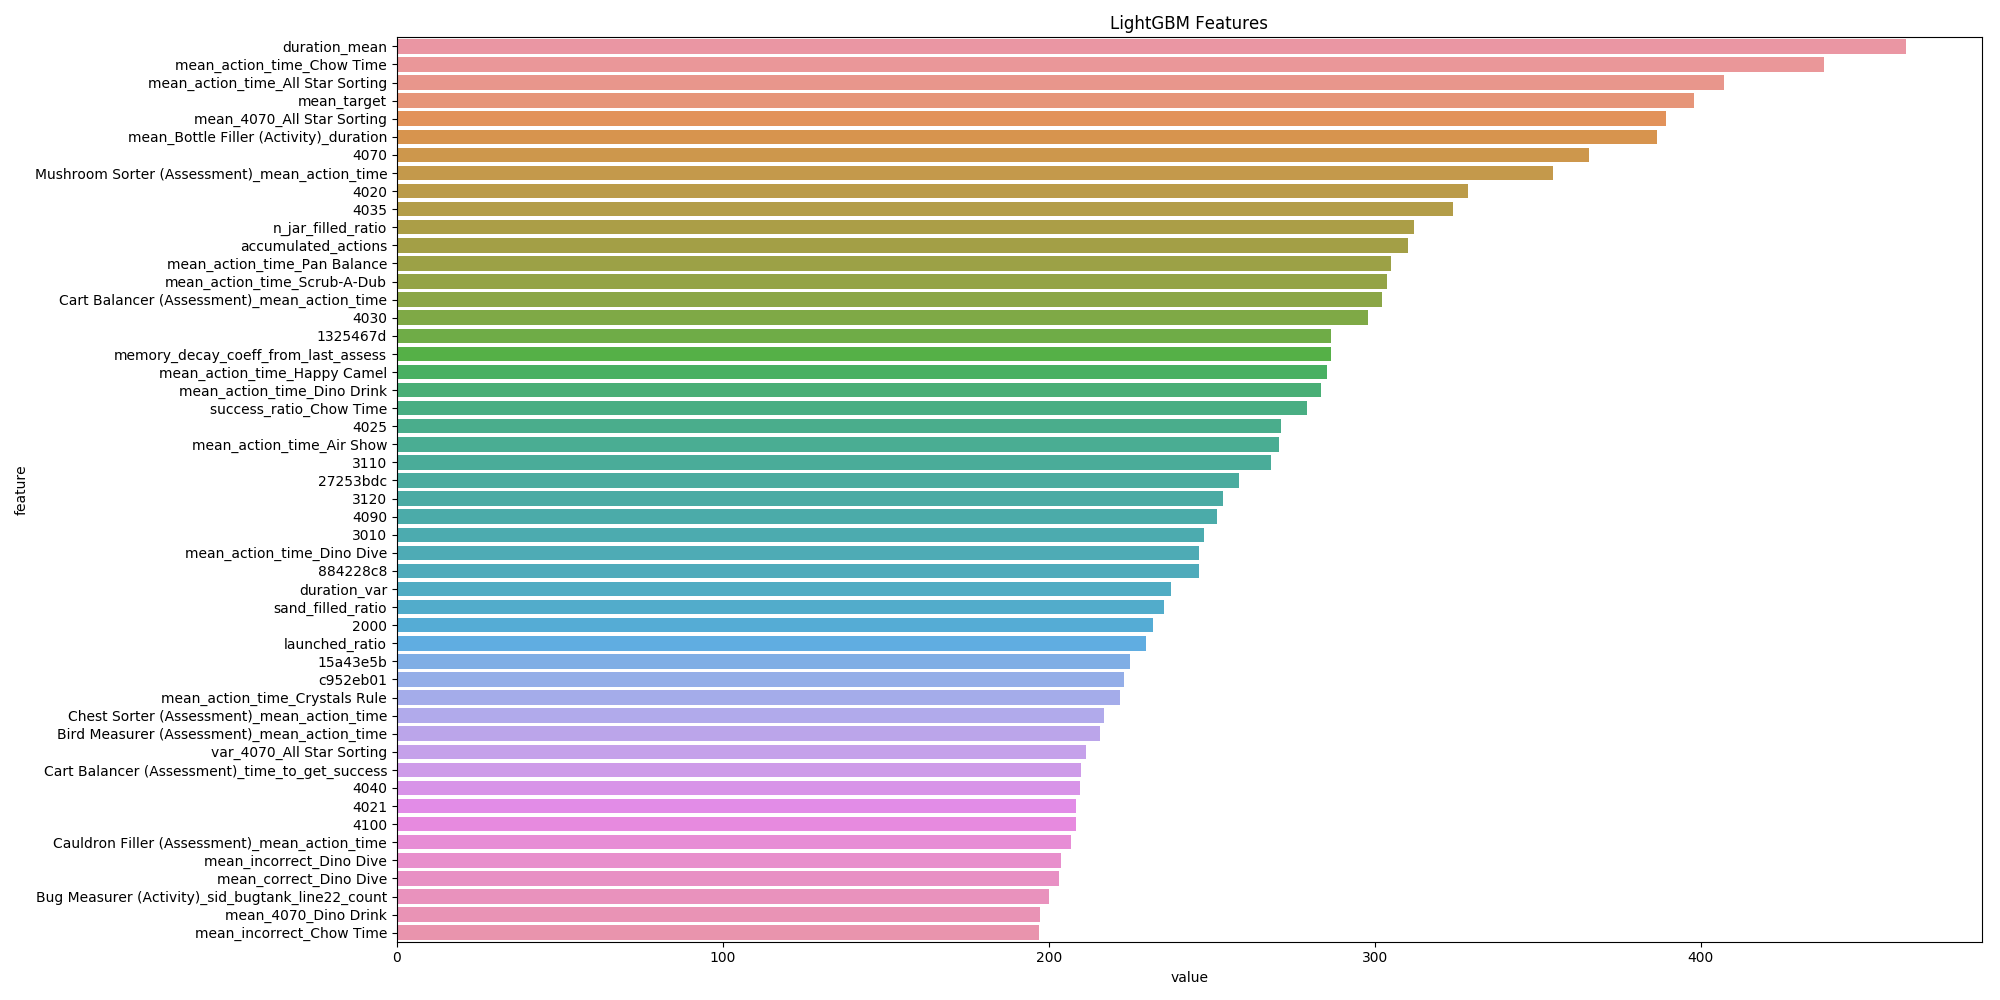 LightGBM Features
duration_mean
mean_action_time_Chow Time
mean_action_time_All Star Sorting
mean_target
mean_4070_All Star Sorting
mean_Bottle Filler (Activity)_duration
4070
Mushroom Sorter (Assessment)_mean_action_time
4020
4035
n_jar_filled_ratio
accumulated_actions
mean_action_time_Pan Balance
mean_action_time_Scrub-A-Dub
Cart Balancer (Assessment)_mean_action_time
4030
1325467d
memory_decay_coeff_from_last_assess
mean_action_time_Happy Camel
mean_action_time_Dino Drink
success_ratio_Chow Time
4025
mean_action_time_Air Show
3110
27253bdc
3120
4090
3010
mean_action_time_Dino Dive
884228c8
duration_var
sand_filled_ratio
2000
launched_ratio
15a43e5b
c952eb01
mean_action_time_Crystals Rule
Chest Sorter (Assessment)_mean_action_time
Bird Measurer (Assessment)_mean_action_time
var_4070_All Star Sorting
Cart Balancer (Assessment)_time_to_get_success
4040
4021
4100
Cauldron Filler (Assessment)_mean_action_time
mean_incorrect_Dino Dive
mean_correct_Dino Dive
Bug Measurer (Activity)_sid_bugtank_line22_count
mean_4070_Dino Drink
mean_incorrect_Chow Time
feature
0 100 200 300 400
value